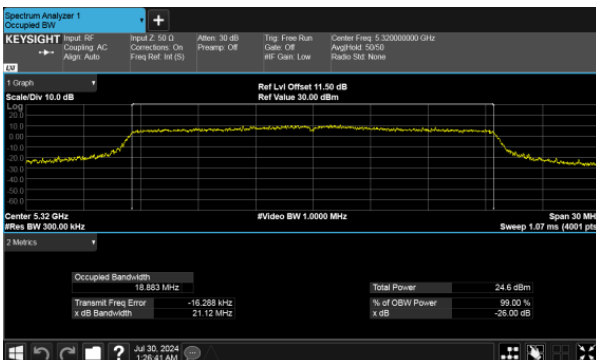 Spectrum Analyzer 1
Occupied BW
+
KEYSIGHT
Input: RF
Coupling: AC
Align: Auto
Input Z: 50 Ω
Corrections: On
Freq Ref: Int (S)
Atten: 30 dB
Preamp: Off
Trig: Free Run
Gate: Off
#IF Gain: Low
Center Freq: 5.320000000 GHz
Avg|Hold: 50/50
Radio Std: None
LXI
1 Graph
Scale/Div 10.0 dB
Ref Lvl Offset 11.50 dB
Ref Value 30.00 dBm
Log
20.0
10.0
0.00
-10.0
-20.0
-30.0
-40.0
-50.0
-60.0
Center 5.32 GHz
#Res BW 300.00 kHz
#Video BW 1.0000 MHz
Span 30 MH
Sweep 1.07 ms (4001 pts
2 Metrics
Occupied Bandwidth
18.883 MHz
Transmit Freq Error -16.288 kHz
x dB Bandwidth 21.12 MHz
Total Power 24.6 dBm
% of OBW Power 99.00 %
x dB -26.00 dB
?
Jul 30, 2024
1:26:41 AM